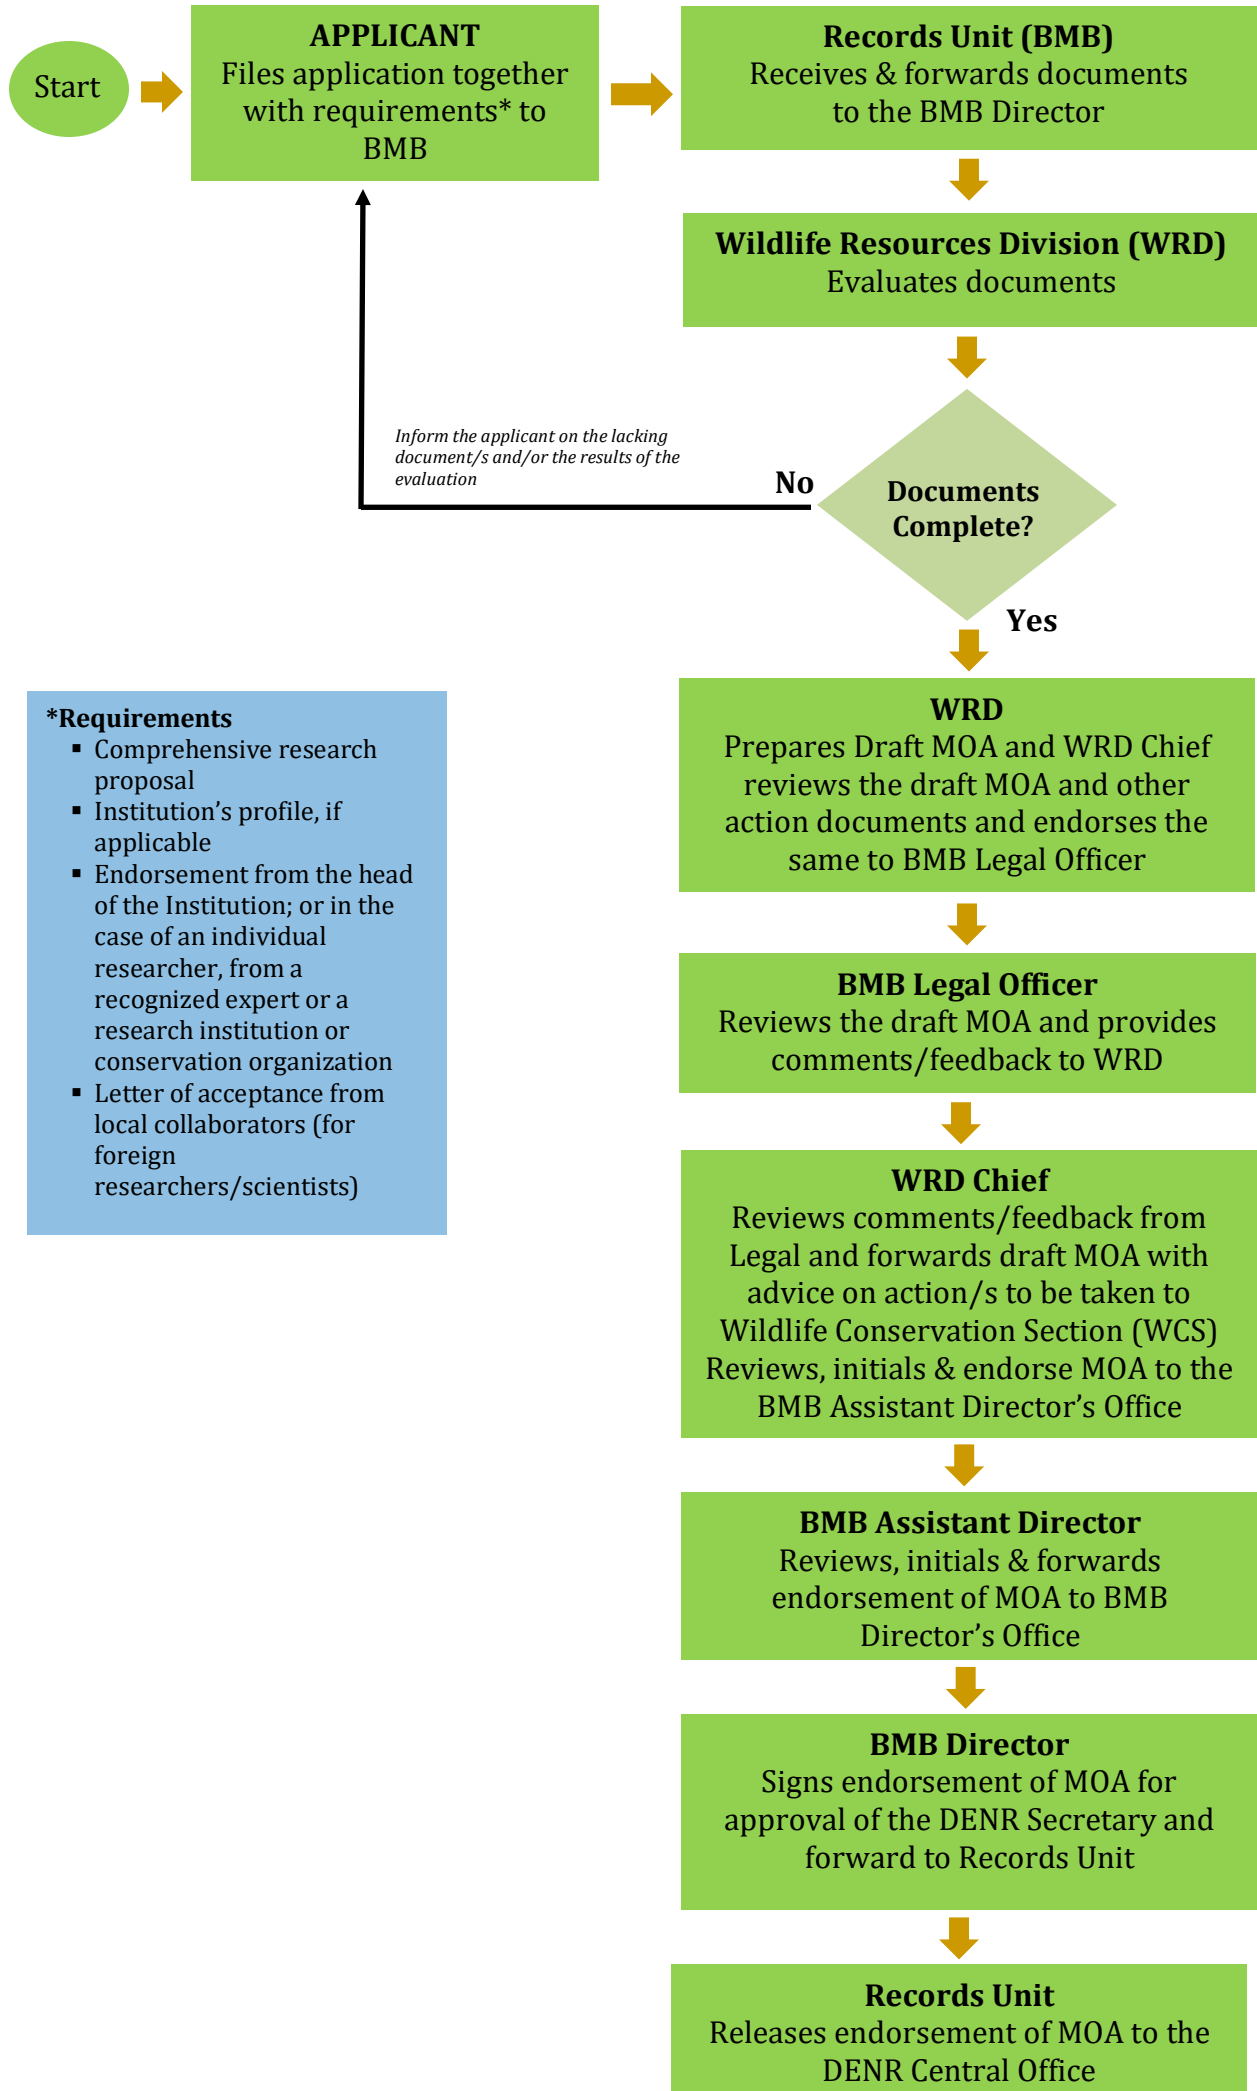 Start
APPLICANT
Files application together
with requirements* to
BMB
Records Unit (BMB)
Receives & forwards documents
to the BMB Director
Wildlife Resources Division (WRD)
Evaluates documents
Documents
Complete?
No
Inform the applicant on the lacking
document/s and/or the results of the
evaluation
Yes
WRD
Prepares Draft MOA and WRD Chief
reviews the draft MOA and other
action documents and endorses the
same to BMB Legal Officer
BMB Legal Officer
Reviews the draft MOA and provides
comments/feedback to WRD
WRD Chief
Reviews comments/feedback from
Legal and forwards draft MOA with
advice on action/s to be taken to
Wildlife Conservation Section (WCS)
Reviews, initials & endorse MOA to the
BMB Assistant Director’s Office
BMB Assistant Director
Reviews, initials & forwards
endorsement of MOA to BMB
Director’s Office
BMB Director
Signs endorsement of MOA for
approval of the DENR Secretary and
forward to Records Unit
Records Unit
Releases endorsement of MOA to the
DENR Central Office
*Requirements
▪ Comprehensive research
proposal
▪ Institution’s profile, if
applicable
▪ Endorsement from the head
of the Institution; or in the
case of an individual
researcher, from a
recognized expert or a
research institution or
conservation organization
▪ Letter of acceptance from
local collaborators (for
foreign
researchers/scientists)